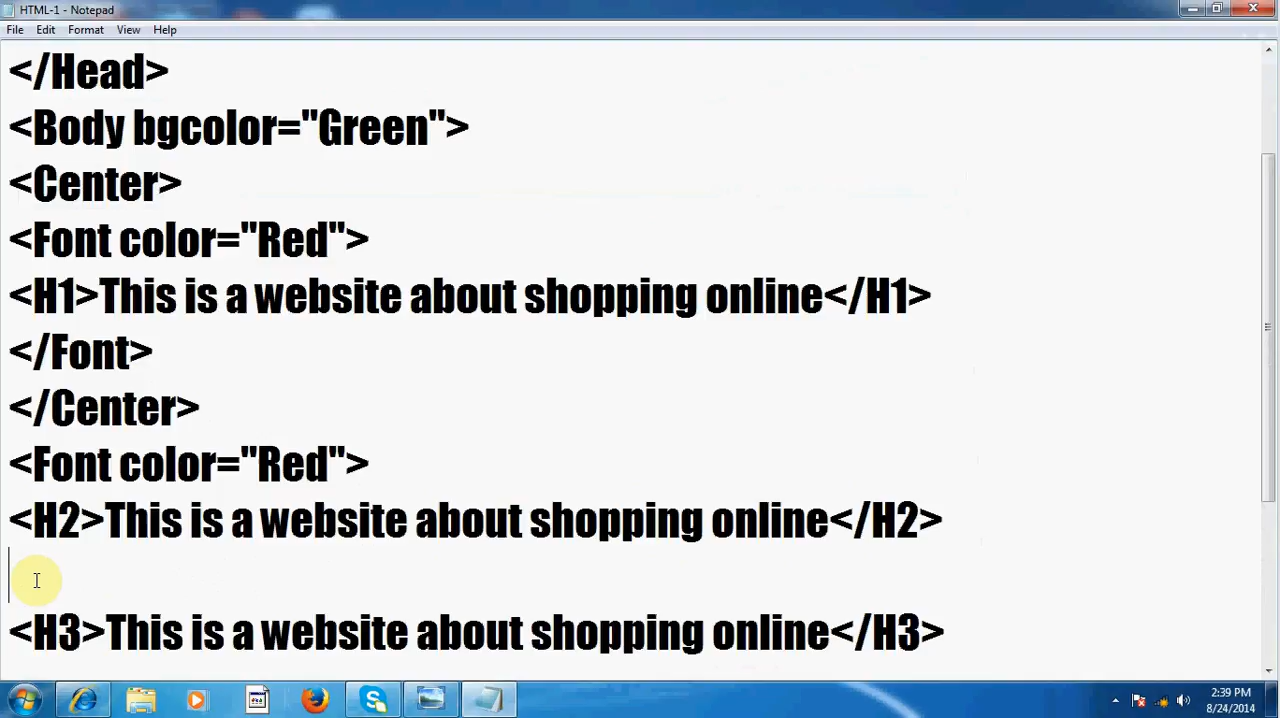 HTML-1 - Notepad
File Edit Format View Help
</Head>
<Body bgcolor="Green">
<Center>
<Font color="Red">
<H1>This is a website about shopping online</H1>
</Font>
</Center>
<Font color="Red">
<H2>This is a website about shopping online</H2>
<H3>This is a website about shopping online</H3>
2:39 PM
8/24/2014